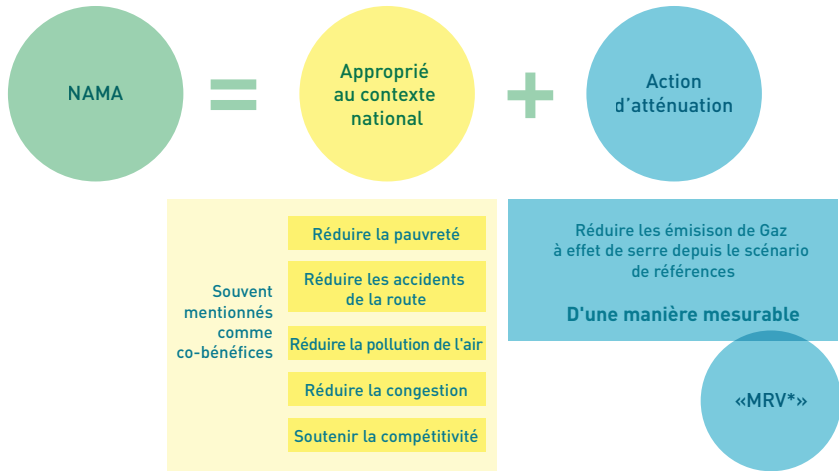 NAMA
=
Approprié
au contexte
national
+
Action
d'atténuation
Souvent
mentionnés
comme
co-bénéfices
Réduire la pauvreté
Réduire les accidents
de la route
Réduire la pollution de l'air
Réduire la congestion
Soutenir la compétitivité
Réduire les émisison de Gaz
à effet de serre depuis le scénario
de références
D'une manière mesurable
«MRV*»